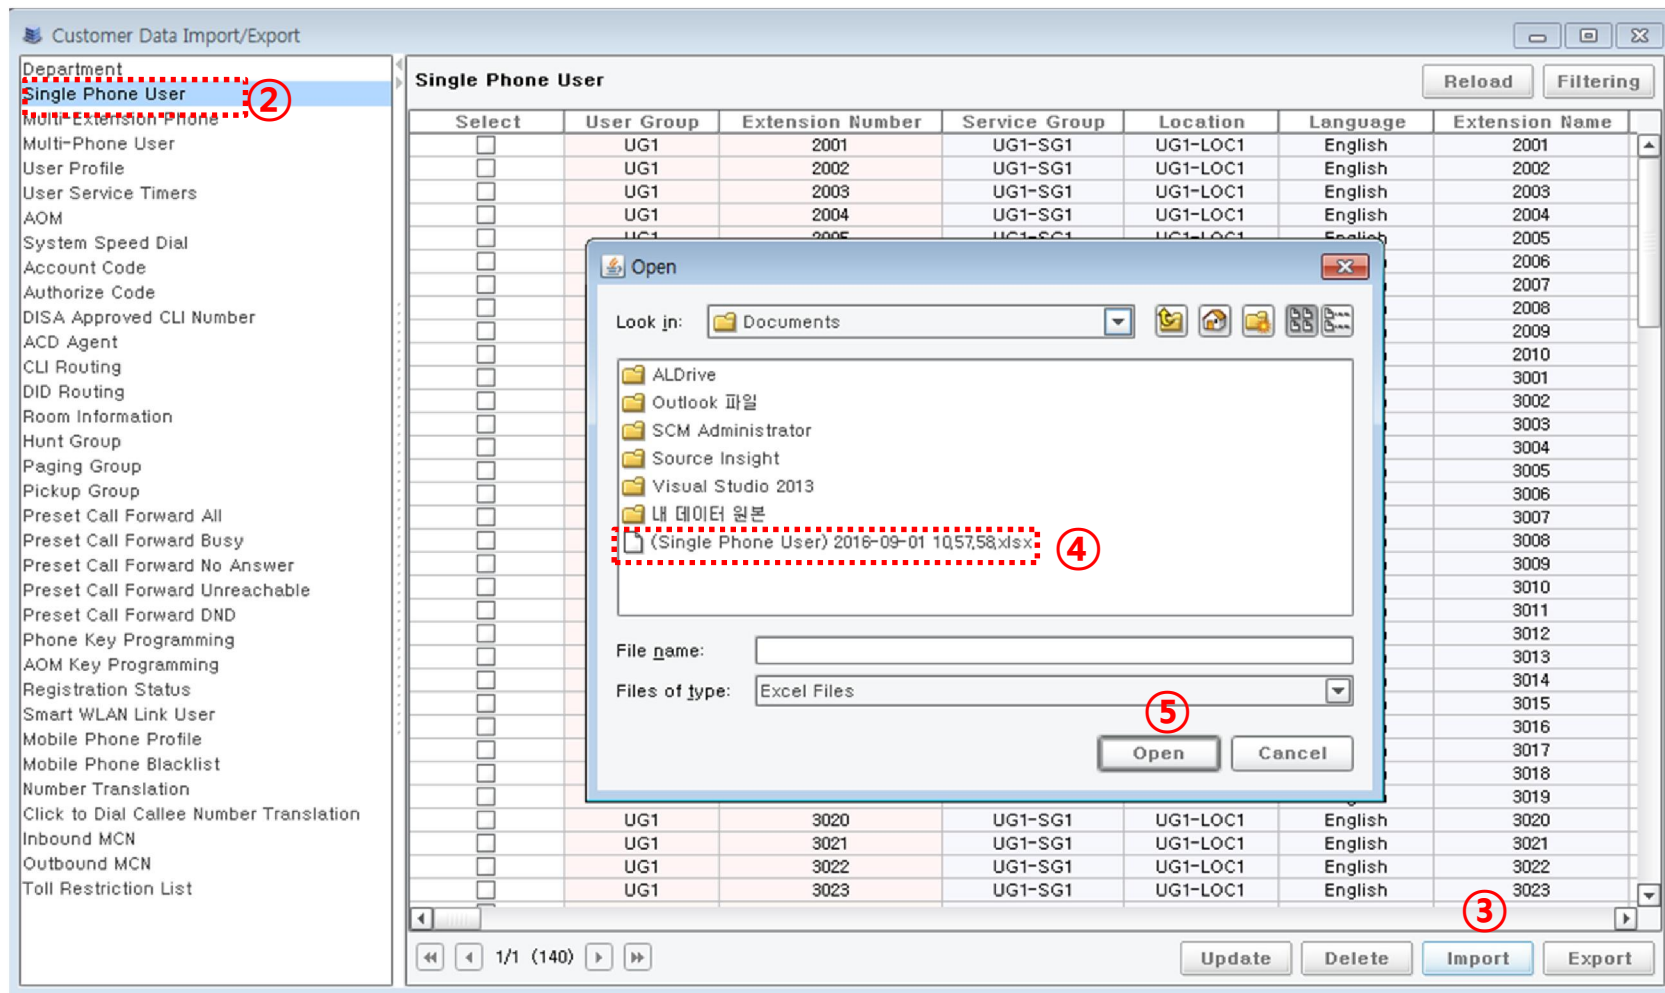 Customer Data Import/Export
Department
Single Phone User
②
Multi-Extension Phone
Multi-Phone User
User Profile
User Service Timers
AOM
System Speed Dial
Account Code
Authorize Code
DISA Approved CLI Number
ACD Agent
CLI Routing
DID Routing
Room Information
Hunt Group
Paging Group
Pickup Group
Preset Call Forward All
Preset Call Forward Busy
Preset Call Forward No Answer
Preset Call Forward Unreachable
Preset Call Forward DND
Phone Key Programming
AOM Key Programming
Registration Status
Smart WLAN Link User
Mobile Phone Profile
Mobile Phone Blacklist
Number Translation
Click to Dial Callee Number Translation
Inbound MCN
Outbound MCN
Toll Restriction List
Single Phone User Reload Filtering
Select User Group Extension Number Service Group Location Language Extension Name
UG1 2001 UG1-SG1 UG1-LOC1 English 2001
UG1 2002 UG1-SG1 UG1-LOC1 English 2002
UG1 2003 UG1-SG1 UG1-LOC1 English 2003
UG1 2004 UG1-SG1 UG1-LOC1 English 2004
UG1 2005 UG1-SG1 UG1-LOC1 English 2005
2006
2007
2008
2009
2010
3001
3002
3003
3004
3005
3006
3007
3008
3009
3010
3011
3012
3013
3014
3015
3016
3017
3018
3019
UG1 3020 UG1-SG1 UG1-LOC1 English 3020
UG1 3021 UG1-SG1 UG1-LOC1 English 3021
UG1 3022 UG1-SG1 UG1-LOC1 English 3022
UG1 3023 UG1-SG1 UG1-LOC1 English 3023
Open
Look in: Documents
ALDrive
Outlook 파일
SCM Administrator
Source Insight
Visual Studio 2013
내 데이터 원본
(Single Phone User) 2016-09-01 10,57,58.xlsx
④
File name:
Files of type: Excel Files
⑤
Open Cancel
③
1/1 (140) Update Delete Import Export